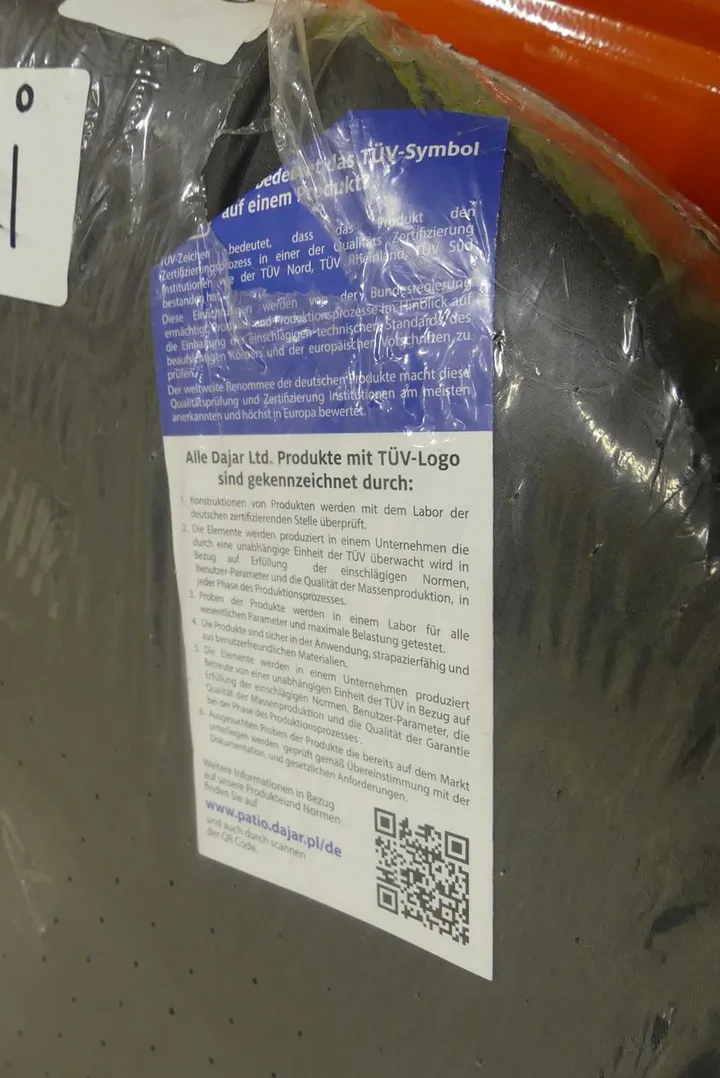 o
bedeutet das TÜV-Symbol
auf einem Produkt?
TÜV-Zeichen bedeutet, dass das Produkt den
Zertifizierungsprozess in einer der Qualitäts Zertifizierung
Institutionen der TÜV Nord, TÜV Rheinland, TÜV Süd
bestanden hat.
Diese Einrichtungen werden von der Bundesregierung
ermächtigt, und Produktionsprozesse im Hinblick auf
die Einhaltung der einschlägigen technischen Standards des
beaufsichtigen Körpers und der europäischen Vorschriften zu
prüfen.
Der weltweite Renommee der deutschen Produkte macht diese
Qualitätsprüfung und Zertifizierung Institutionen am meisten
anerkannten und höchst in Europa bewertet.
Alle Dajar Ltd. Produkte mit TÜV-Logo
sind gekennzeichnet durch:
1. Konstruktionen von Produkten werden mit dem Labor der
deutschen zertifizierenden Stelle überprüft.
2. Die Elemente werden produziert in einem Unternehmen die
durch eine unabhängige Einheit der TÜV überwacht wird in
Bezug auf Erfüllung der einschlägigen Normen,
Benutzer-Parameter und die Qualität der Massenproduktion, in
jeder Phase des Produktionsprozesses.
3. Proben der Produkte werden in einem Labor für alle
wesentlichen Parameter und maximale Belastung getestet.
4. Die Produkte sind sicher in der Anwendung, strapazierfähig und
aus benutzerfreundlichen Materialien.
5. Die Elemente werden in einem Unternehmen produziert
Betreute von einer unabhängigen Einheit der TÜV in Bezug auf
Erfüllung der einschlägigen Normen, Benutzer-Parameter, die
Qualität der Massenproduktion und die Qualität der Garantie
bei der Phase des Produktionsprozesses.
6. Ausgesuchten Proben der Produkte die bereits auf dem Markt
unterliegen werden geprüft gemäß Übereinstimmung mit der
Dokumentation, und gesetzlichen Anforderungen.
Weitere Informationen in Bezug
auf unsere Produkteund Normen
finden Sie auf
www.patio.dajar.pl/de
und auch durch scannen
der QR Code.